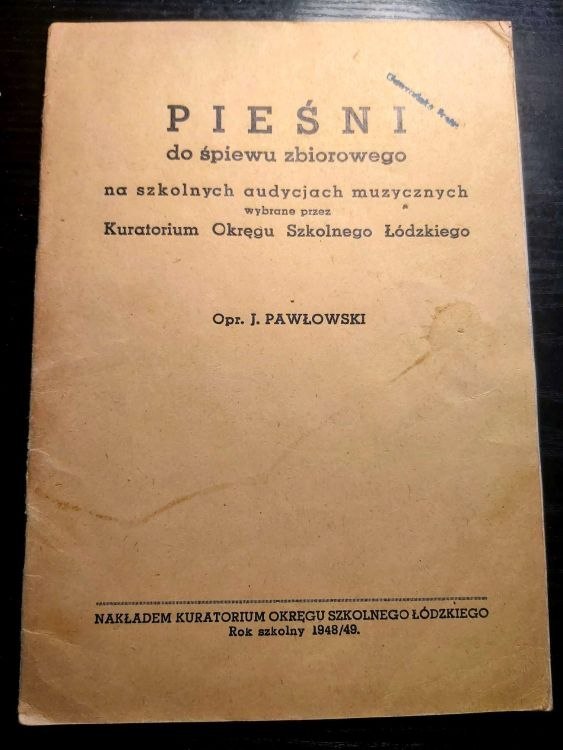 PIEŚNI
do śpiewu zbiorowego
na szkolnych audycjach muzycznych
wybrane przez
Kuratorium Okręgu Szkolnego Łódzkiego
Opr. J. PAWŁOWSKI
NAKŁADEM KURATORIUM OKRĘGU SZKOLNEGO ŁÓDZKIEGO
Rok szkolny 1948/49.